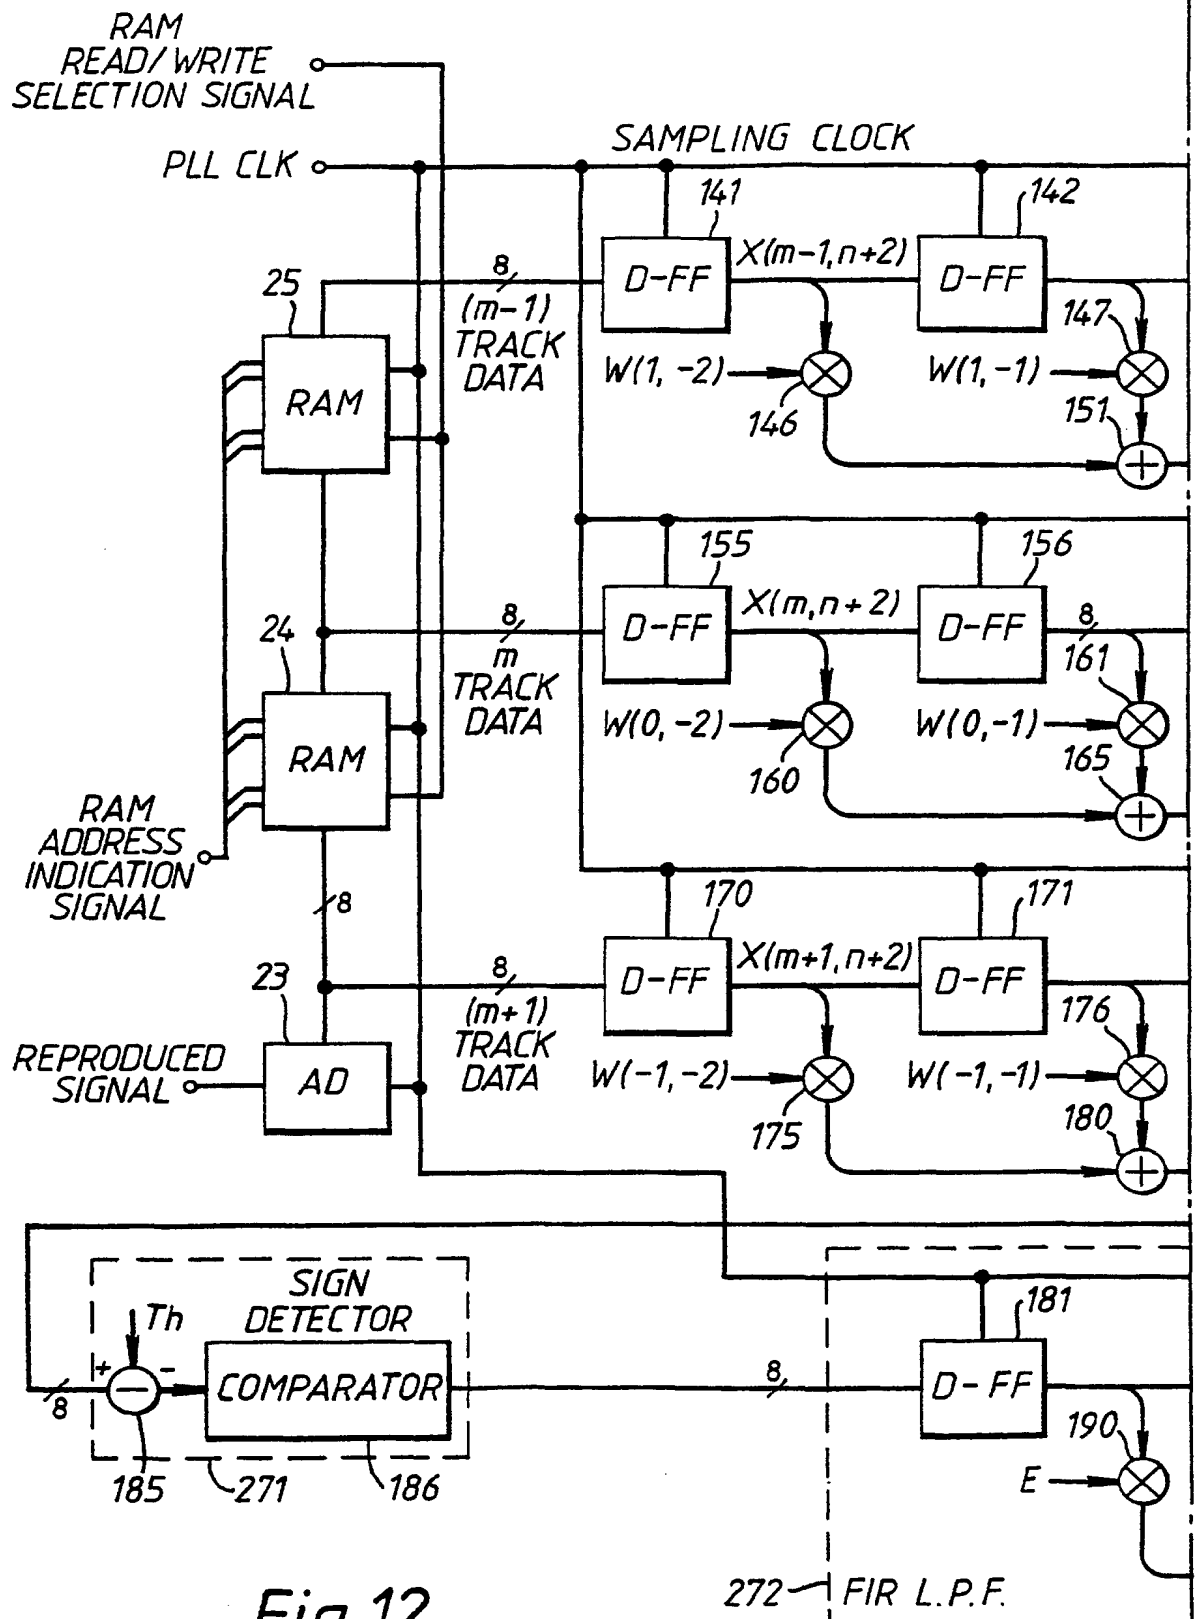 RAM
READ/WRITE
SELECTION SIGNAL
PLL CLK
SAMPLING CLOCK
141
142
25
8
D-FF
X(m-1,n+2)
D-FF
(m-1)
TRACK
DATA
147
RAM
W(1,-2)
W(1,-1)
146
151
155
156
24
8
D-FF
X(m,n+2)
D-FF
8
m
TRACK
DATA
161
RAM
W(0,-2)
W(0,-1)
160
165
RAM
ADDRESS
INDICATION
SIGNAL
8
170
171
23
8
D-FF
X(m+1,n+2)
D-FF
(m+1)
TRACK
DATA
176
REPRODUCED
SIGNAL
AD
W(-1,-2)
W(-1,-1)
175
180
SIGN
DETECTOR
181
Th
+
-
8
COMPARATOR
8
D-FF
190
185
271
186
E
272
FIR L.P.F.
Fig.12